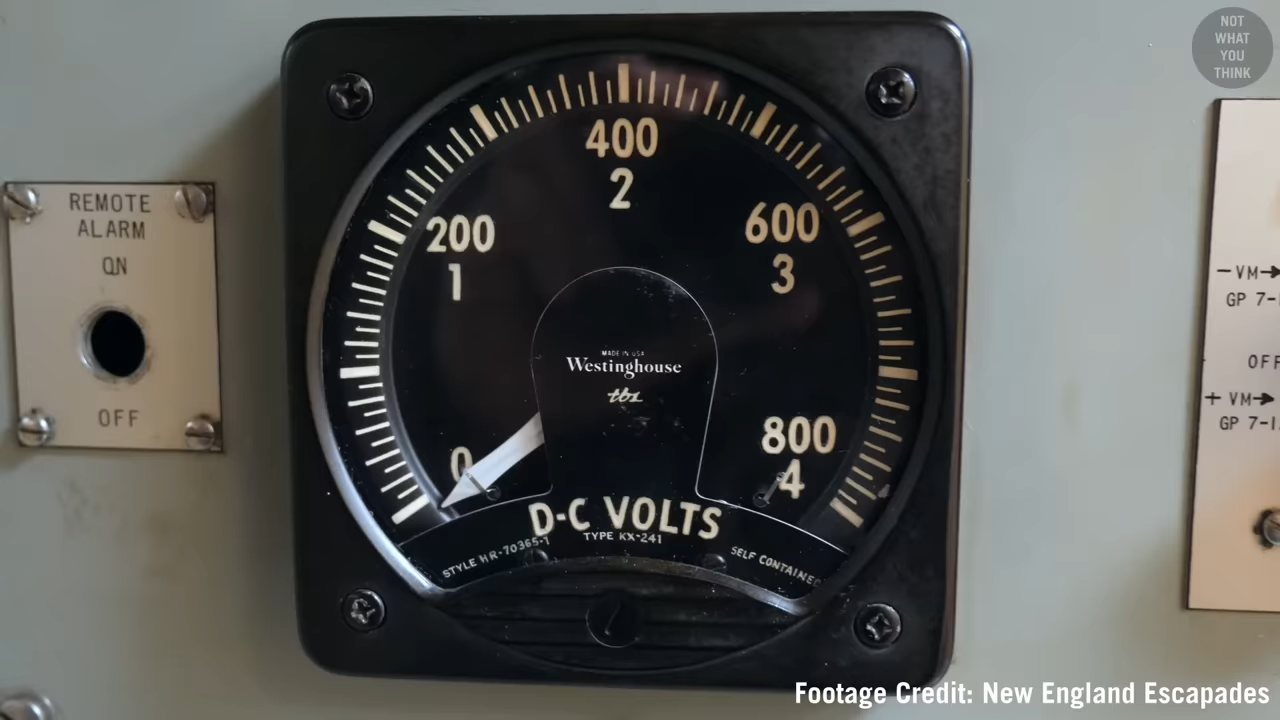 NOT
WHAT
YOU
THINK
REMOTE
ALARM
ON
OFF
400
2
200
1
600
3
MADE IN USA
Westinghouse
tbs
0
800
4
D-C VOLTS
TYPE KX-241
STYLE HR-70365-1
SELF CONTAINED
-VM→
GP 7-
OFF
+VM→
GP 7-1
Footage Credit: New England Escapades